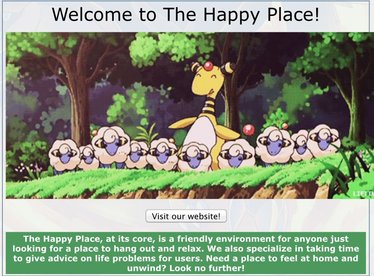 Welcome to The Happy Place!
Visit our website!
The Happy Place, at its core, is a friendly environment for anyone just
looking for a place to hang out and relax. We also specialize in taking time
to give advice on life problems for users. Need a place to feel at home and
unwind? Look no further!